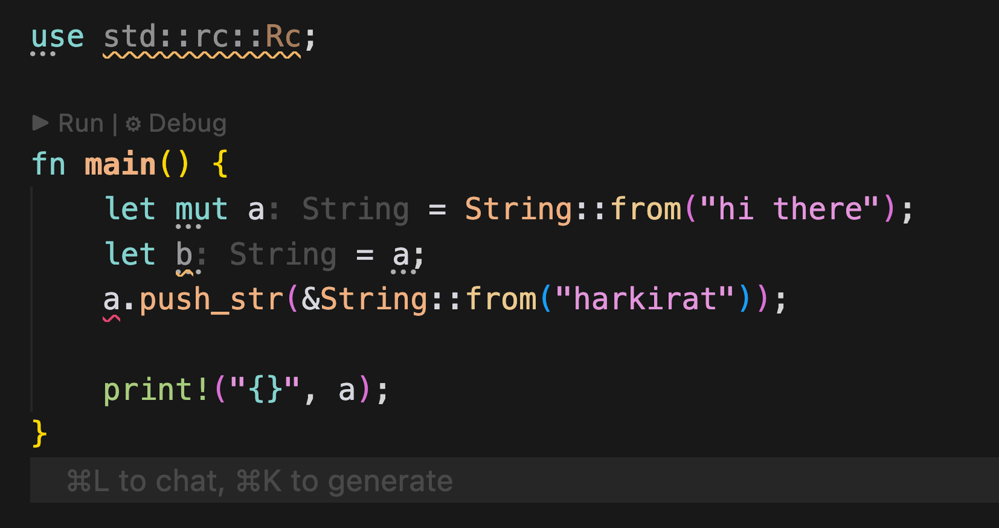 use std::rc::Rc;
▶ Run | ⚙ Debug
fn main() {
    let mut a: String = String::from("hi there");
    let b: String = a;
    a.push_str(&String::from("harkirat"));
    print!("{}", a);
}
⌘L to chat, ⌘K to generate